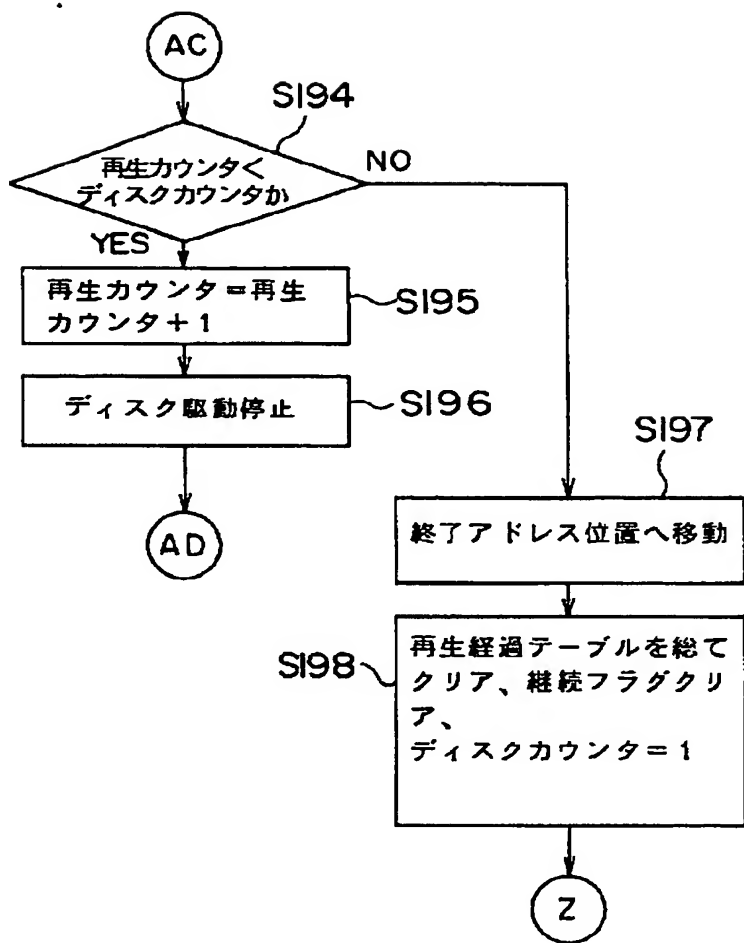 AC
S194
再生カウンタ<
ディスクカウンタか
NO
YES
再生カウンタ=再生
カウンタ+1
S195
ディスク駆動停止
S196
AD
S197
終了アドレス位置へ移動
S198
再生経過テーブルを総て
クリア、継続フラグクリ
ア、
ディスクカウンタ=1
Z